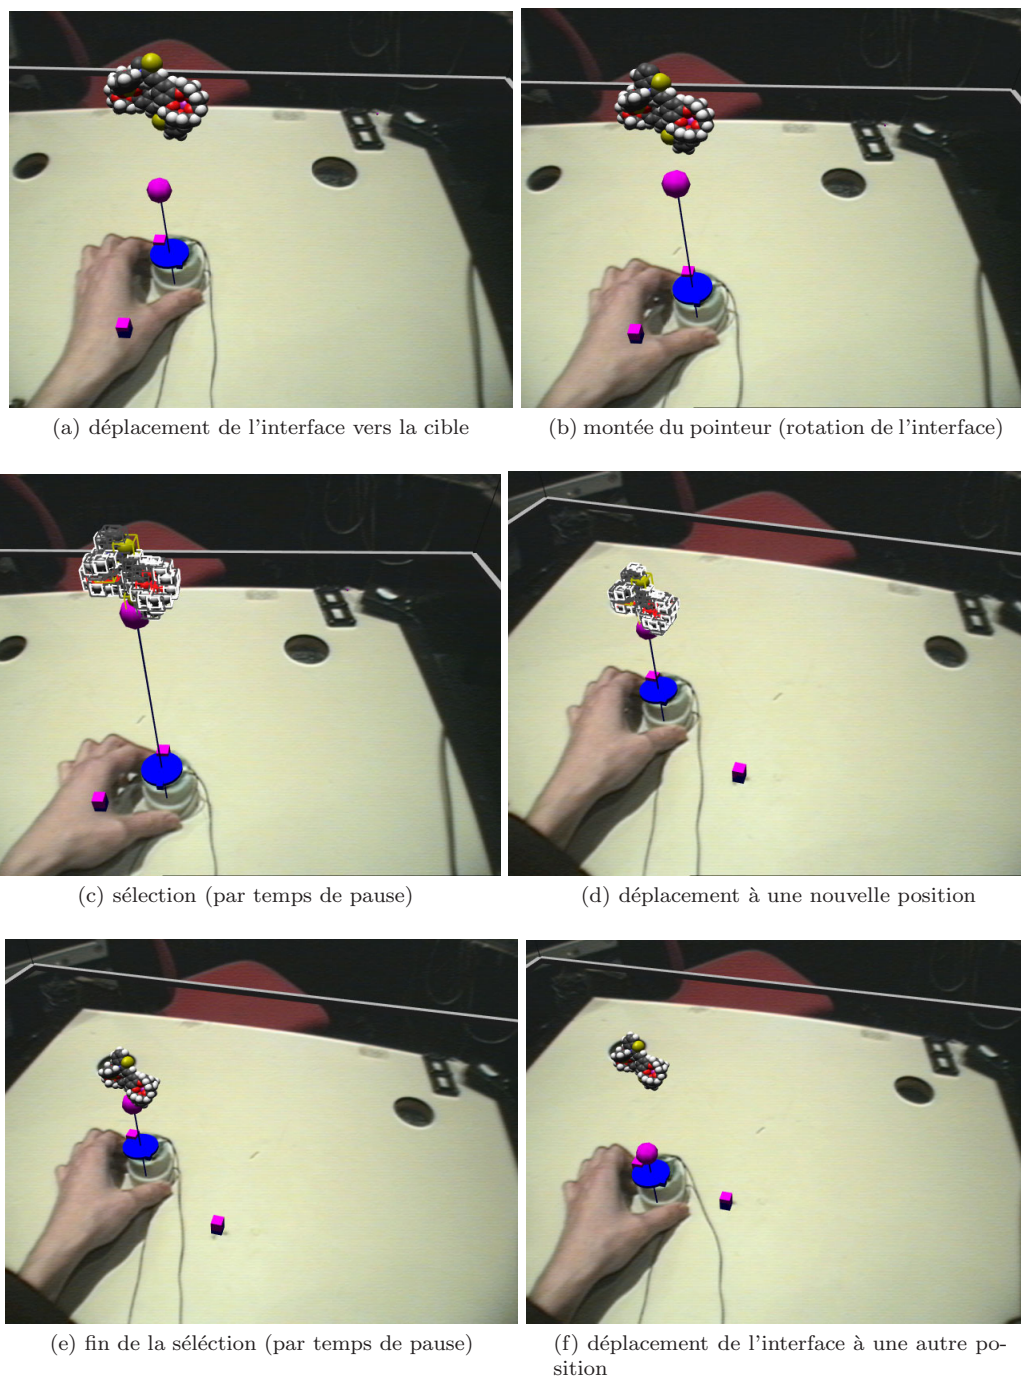 (a) déplacement de l'interface vers la cible
(b) montée du pointeur (rotation de l'interface)
(c) sélection (par temps de pause)
(d) déplacement à une nouvelle position
(e) fin de la séléction (par temps de pause)
(f) déplacement de l'interface à une autre po-
sition